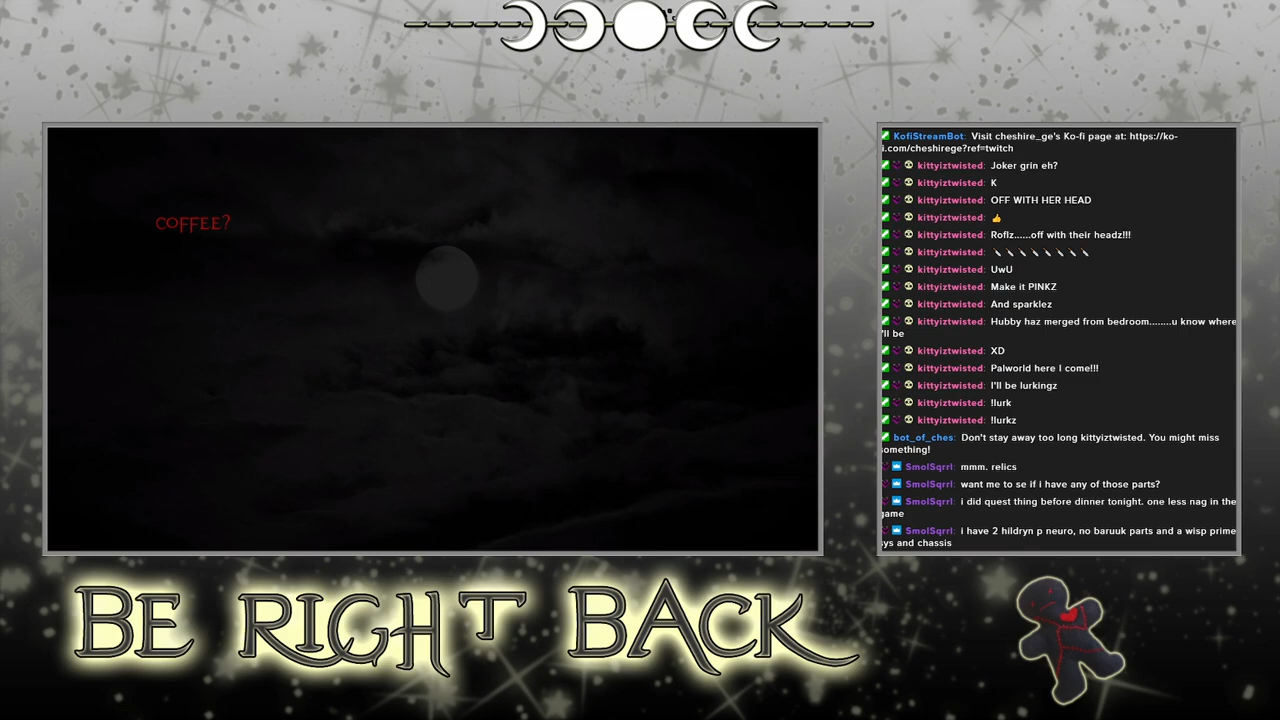 COFFEE?
KofiStreamBot: Visit cheshire_ge's Ko-fi page at: https://ko-
i.com/cheshirege?ref=twitch
kittyiztwisted: Joker grin eh?
kittyiztwisted: K
kittyiztwisted: OFF WITH HER HEAD
kittyiztwisted: 👍
kittyiztwisted: Roflz......off with their headz!!!
kittyiztwisted: 🔪🔪🔪🔪🔪🔪🔪🔪
kittyiztwisted: UwU
kittyiztwisted: Make it PINKZ
kittyiztwisted: And sparklez
kittyiztwisted: Hubby haz merged from bedroom........u know where
'll be
kittyiztwisted: XD
kittyiztwisted: Palworld here I come!!!
kittyiztwisted: I'll be lurkingz
kittyiztwisted: !lurk
kittyiztwisted: !lurkz
bot_of_ches: Don't stay away too long kittyiztwisted. You might miss
something!
SmolSqrrl: mmm. relics
SmolSqrrl: want me to se if i have any of those parts?
SmolSqrrl: i did quest thing before dinner tonight. one less nag in the
game
SmolSqrrl: i have 2 hildryn p neuro, no baruuk parts and a wisp prime
sys and chassis
BE RIGHT BACK